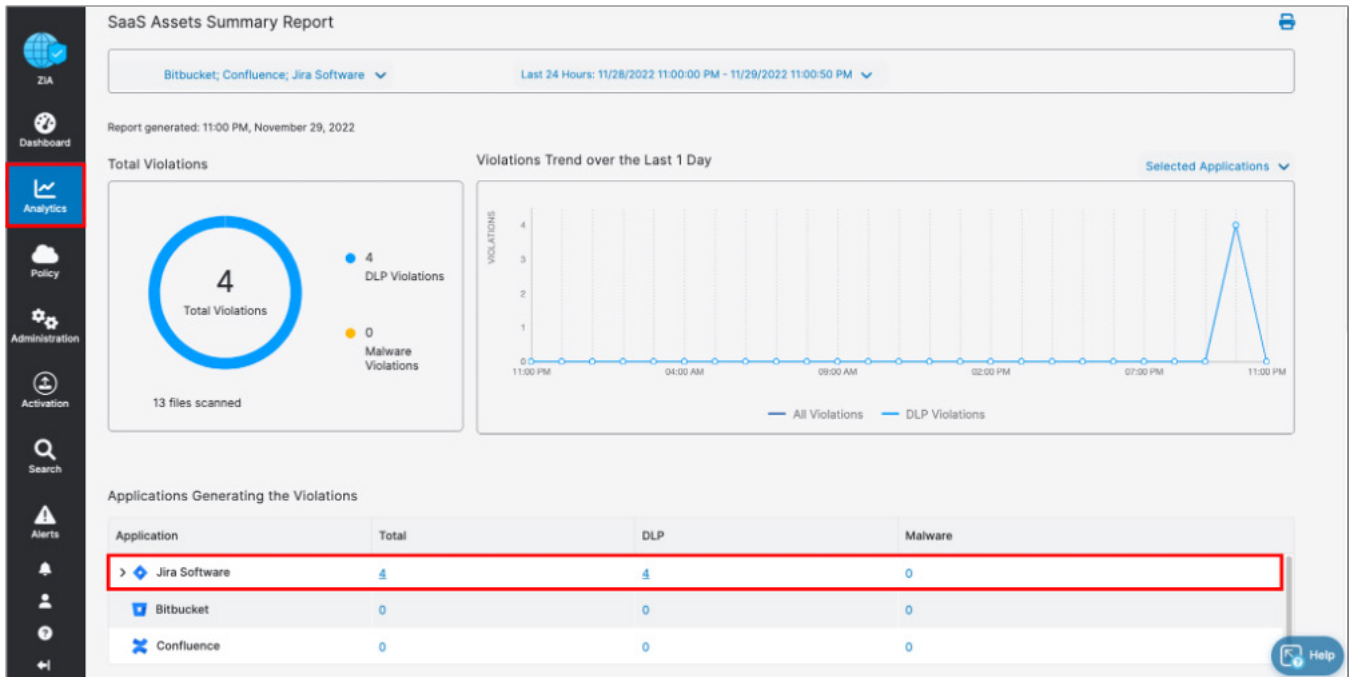 SaaS Assets Summary Report
ZIA
Dashboard
Analytics
Policy
Administration
Activation
Search
Alerts
Bitbucket; Confluence; Jira Software
Last 24 Hours: 11/28/2022 11:00:00 PM - 11/29/2022 11:00:50 PM
Report generated: 11:00 PM, November 29, 2022
Total Violations
4
Total Violations
4
DLP Violations
0
Malware
Violations
13 files scanned
Violations Trend over the Last 1 Day
Selected Applications
VIOLATIONS
4
3
2
1
0
11:00 PM 04:00 AM 09:00 AM 02:00 PM 07:00 PM 11:00 PM
All Violations DLP Violations
Applications Generating the Violations
Application Total DLP Malware
Jira Software 4 4 0
Bitbucket 0 0 0
Confluence 0 0 0
Help